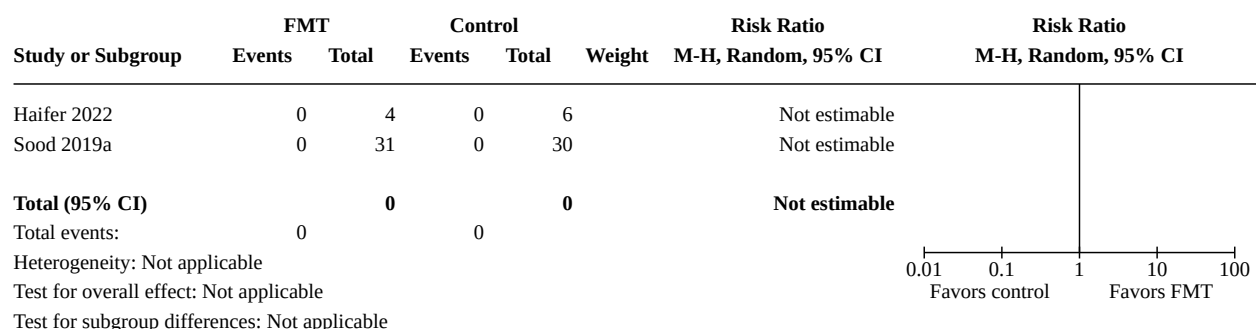 FMT Control Risk Ratio Risk Ratio
Study or Subgroup Events Total Events Total Weight M-H, Random, 95% CI M-H, Random, 95% CI
Haifer 2022 0 4 0 6 Not estimable
Sood 2019a 0 31 0 30 Not estimable
Total (95% CI) 0 0 Not estimable
Total events: 0 0
Heterogeneity: Not applicable
0.01 0.1 1 10 100
Test for overall effect: Not applicable Favors control Favors FMT
Test for subgroup differences: Not applicable